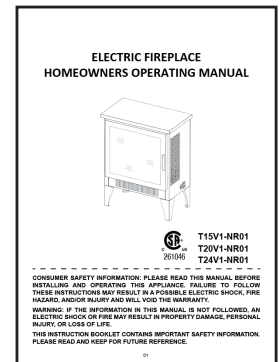 ELECTRIC FIREPLACE
HOMEOWNERS OPERATING MANUAL
SA
C US
261046
T15V1-NR01
T20V1-NR01
T24V1-NR01
CONSUMER SAFETY INFORMATION: PLEASE READ THIS MANUAL BEFORE
INSTALLING AND OPERATING THIS APPLIANCE. FAILURE TO FOLLOW
THESE INSTRUCTIONS MAY RESULT IN A POSSIBLE ELECTRIC SHOCK, FIRE
HAZARD, AND/OR INJURY AND WILL VOID THE WARRANTY.
WARNING: IF THE INFORMATION IN THIS MANUAL IS NOT FOLLOWED, AN
ELECTRIC SHOCK OR FIRE MAY RESULT IN PROPERTY DAMAGE, PERSONAL
INJURY, OR LOSS OF LIFE.
THIS INSTRUCTION BOOKLET CONTAINS IMPORTANT SAFETY INFORMATION.
PLEASE READ AND KEEP FOR FUTURE REFERENCE.
01